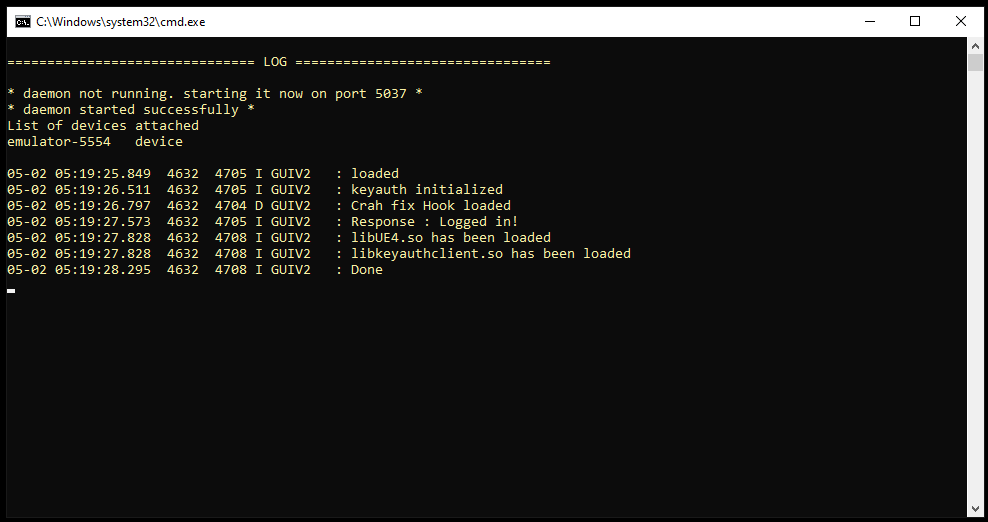 C:\Windows\system32\cmd.exe
=============================== LOG ================================
* daemon not running. starting it now on port 5037 *
* daemon started successfully *
List of devices attached
emulator-5554   device
05-02 05:19:25.849  4632  4705 I GUIV2   : loaded
05-02 05:19:26.511  4632  4705 I GUIV2   : keyauth initialized
05-02 05:19:26.797  4632  4704 D GUIV2   : Crah fix Hook loaded
05-02 05:19:27.573  4632  4705 I GUIV2   : Response : Logged in!
05-02 05:19:27.828  4632  4708 I GUIV2   : libUE4.so has been loaded
05-02 05:19:27.828  4632  4708 I GUIV2   : libkeyauthclient.so has been loaded
05-02 05:19:28.295  4632  4708 I GUIV2   : Done